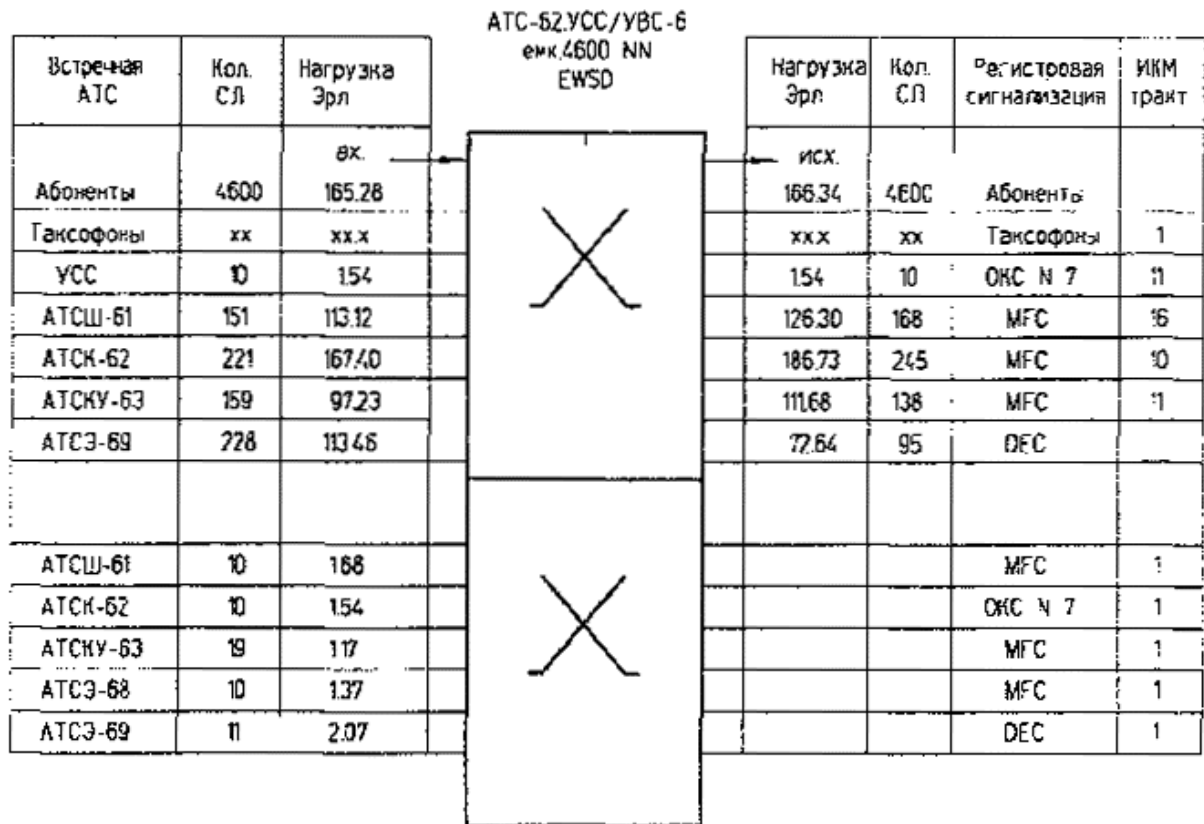 АТС-62.УСС/УВС-6
емк.4600 NN
EWSD
Встречная АТС Кол. СЛ Нагрузка Эрл Нагрузка Эрл Кол. СЛ Регистровая сигнализация ИКМ тракт
вх. исх.
Абоненты 4600 165.28 166.34 4600 Абоненты
Таксофоны xx xx.x xx.x xx Таксофоны 1
УСС 10 1.54 1.54 10 ОКС N 7 11
АТСШ-61 151 113.12 126.30 168 MFC 16
АТСК-62 221 167.40 186.73 245 MFC 10
АТСКУ-63 159 97.23 111.68 138 MFC 11
АТСЭ-69 228 113.46 72.64 95 DEC
АТСШ-61 10 1.68 MFC 1
АТСК-62 10 1.54 ОКС N 7 1
АТСКУ-63 19 1.17 MFC 1
АТСЭ-68 10 1.37 MFC 1
АТСЭ-69 11 2.07 DEC 1